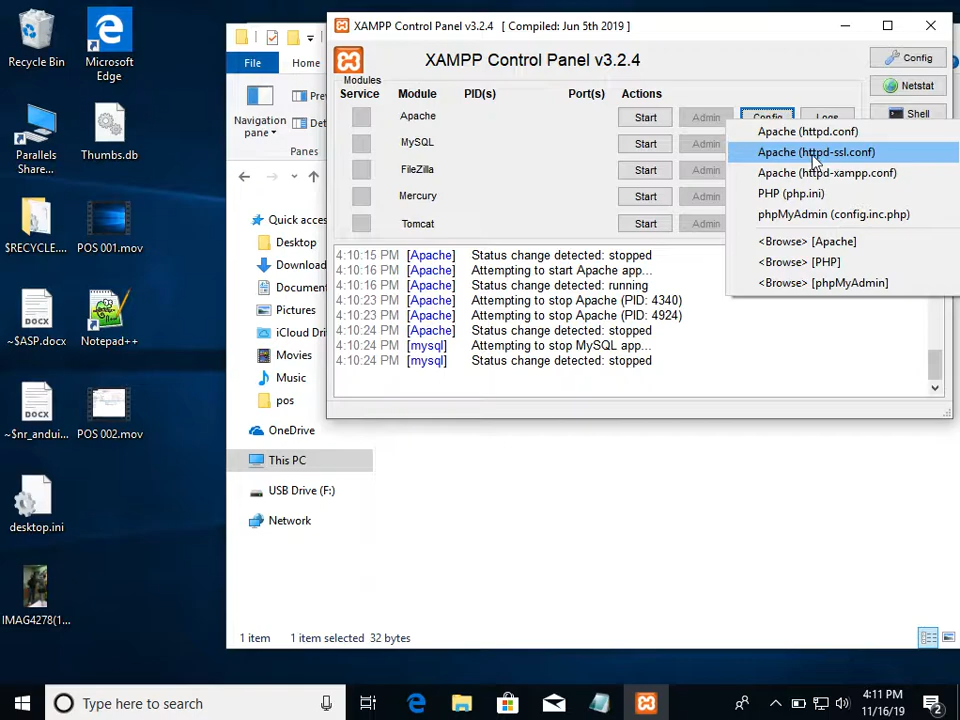 Recycle Bin
Microsoft
Edge
Parallels
Share...
Thumbs.db
$RECYCLE....
POS 001.mov
~$ASP.docx
Notepad++
~$nr_andui...
POS 002.mov
desktop.ini
IMAG4278(1...
File
Home
Navigation
pane
Panes
Quick access
Desktop
Pictures
iCloud Dri
Movies
Music
pos
OneDrive
This PC
USB Drive (F:)
Network
1 item
1 item selected 32 bytes
XAMPP Control Panel v3.2.4 [ Compiled: Jun 5th 2019 ]
XAMPP Control Panel v3.2.4
Config
Netstat
Shell
Modules
Service
Module
PID(s)
Port(s)
Actions
Apache
Start
Admin
Config
Logs
MySQL
Start
Admin
FileZilla
Start
Admin
Mercury
Start
Admin
Tomcat
Start
Admin
Apache (httpd.conf)
Apache (httpd-ssl.conf)
Apache (httpd-xampp.conf)
PHP (php.ini)
phpMyAdmin (config.inc.php)
<Browse> [Apache]
<Browse> [PHP]
<Browse> [phpMyAdmin]
4:10:15 PM [Apache] Status change detected: stopped
4:10:16 PM [Apache] Attempting to start Apache app...
4:10:16 PM [Apache] Status change detected: running
4:10:23 PM [Apache] Attempting to stop Apache (PID: 4340)
4:10:23 PM [Apache] Attempting to stop Apache (PID: 4924)
4:10:24 PM [Apache] Status change detected: stopped
4:10:24 PM [mysql] Attempting to stop MySQL app...
4:10:24 PM [mysql] Status change detected: stopped
Type here to search
4:11 PM
11/16/19
2